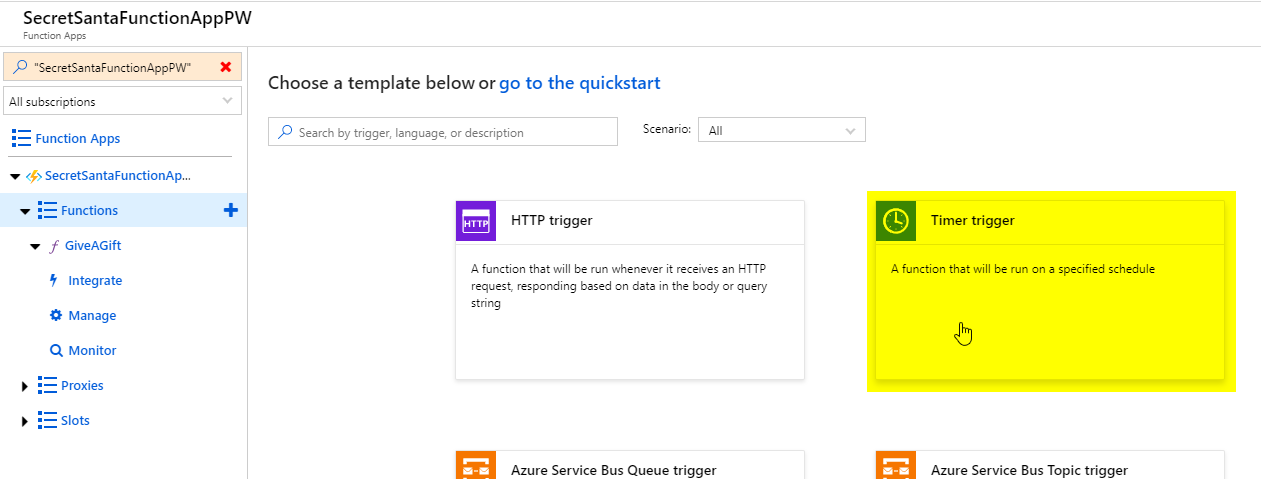 SecretSantaFunctionAppPW
Function Apps
"SecretSantaFunctionAppPW"
All subscriptions
Function Apps
SecretSantaFunctionAp...
Functions
GiveAGift
Integrate
Manage
Monitor
Proxies
Slots
Choose a template below or go to the quickstart
Search by trigger, language, or description
Scenario: All
HTTP
HTTP trigger
A function that will be run whenever it receives an HTTP
request, responding based on data in the body or query
string
Timer trigger
A function that will be run on a specified schedule
Azure Service Bus Queue trigger
Azure Service Bus Topic trigger